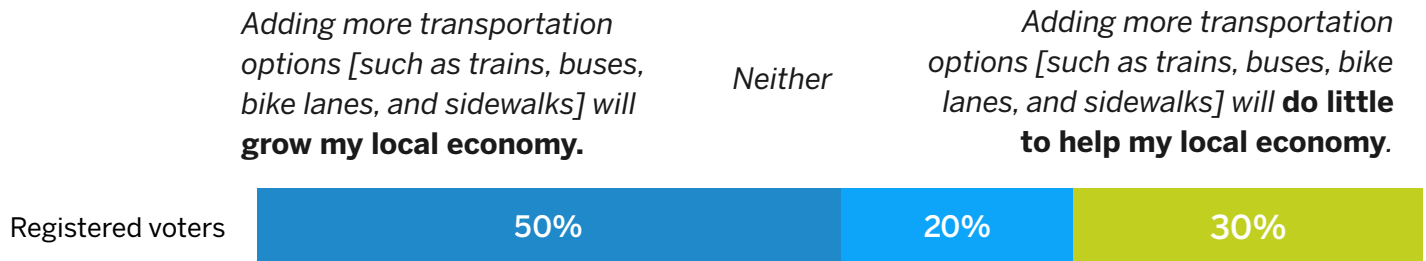 Adding more transportation
options [such as trains, buses,
bike lanes, and sidewalks] will
grow my local economy.
Neither
Adding more transportation
options [such as trains, buses, bike
lanes, and sidewalks] will do little
to help my local economy.
Registered voters
50%
20%
30%